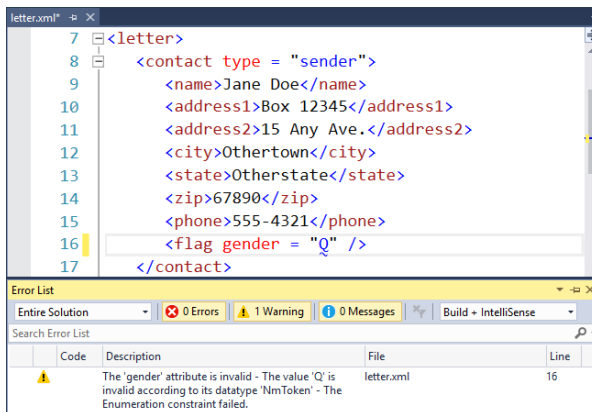 letter.xml*
7 <letter>
8 <contact type = "sender">
9 <name>Jane Doe</name>
10 <address1>Box 12345</address1>
11 <address2>15 Any Ave.</address2>
12 <city>Othertown</city>
13 <state>Otherstate</state>
14 <zip>67890</zip>
15 <phone>555-4321</phone>
16 <flag gender = "Q" />
17 </contact>
Error List
Entire Solution 0 Errors 1 Warning 0 Messages Build + IntelliSense
Search Error List
Code Description File Line
The 'gender' attribute is invalid - The value 'Q' is letter.xml 16
invalid according to its datatype 'NmToken' - The
Enumeration constraint failed.